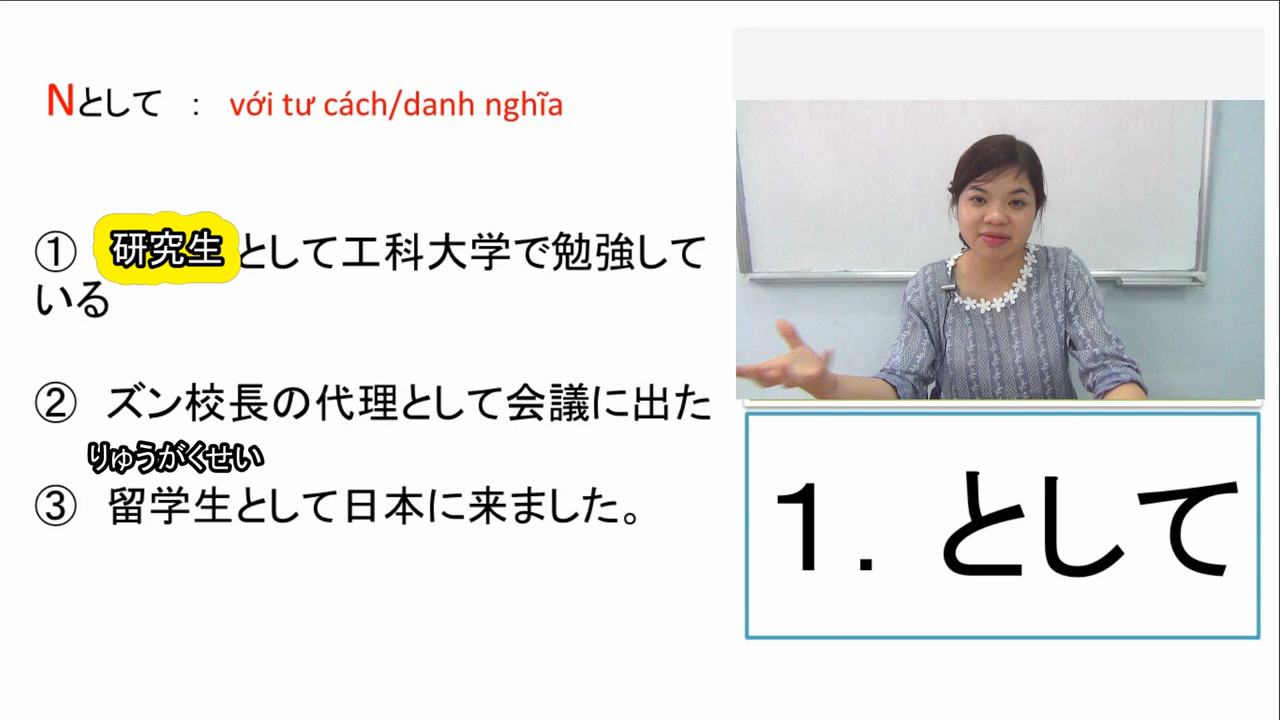 Nとして : với tư cách/danh nghĩa
① 研究生として工科大学で勉強して
いる
② ズン校長の代理として会議に出た
りゅうがくせい
③ 留学生として日本に来ました。
1. として